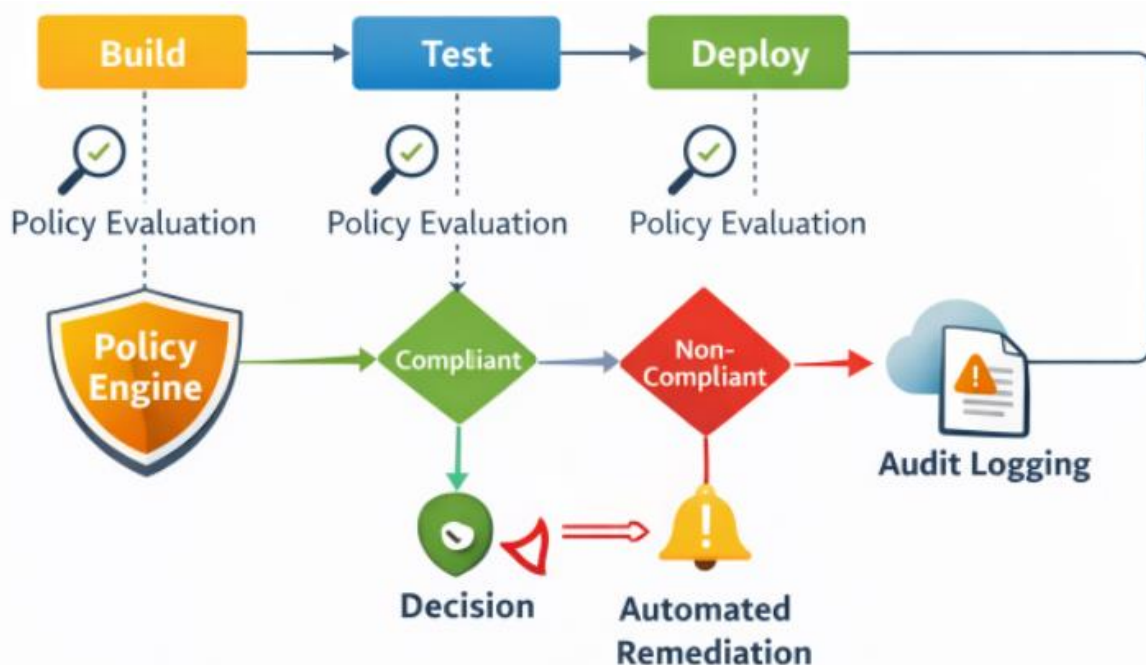 Build
Test
Deploy
Policy Evaluation
Policy Evaluation
Policy Evaluation
Policy
Engine
Compliant
Non-
Compliant
Audit Logging
Decision
Automated
Remediation